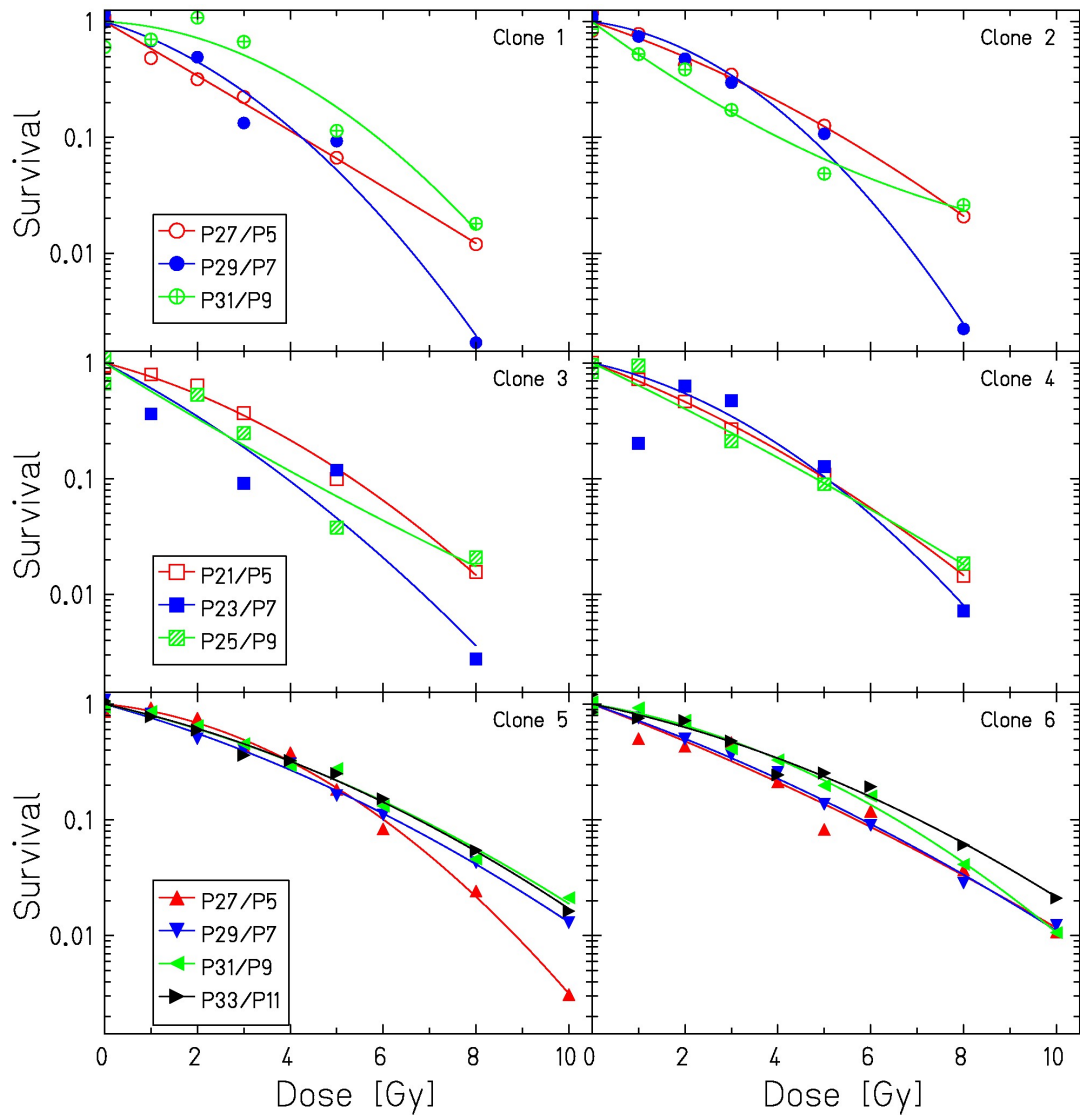 Clone 1
Clone 2
1
0.1
0.01
Survival
P27/P5
P29/P7
P31/P9
Clone 3
Clone 4
1
0.1
0.01
Survival
P21/P5
P23/P7
P25/P9
Clone 5
Clone 6
1
0.1
0.01
Survival
P27/P5
P29/P7
P31/P9
P33/P11
0 2 4 6 8 10 0 2 4 6 8 10
Dose [Gy] Dose [Gy]